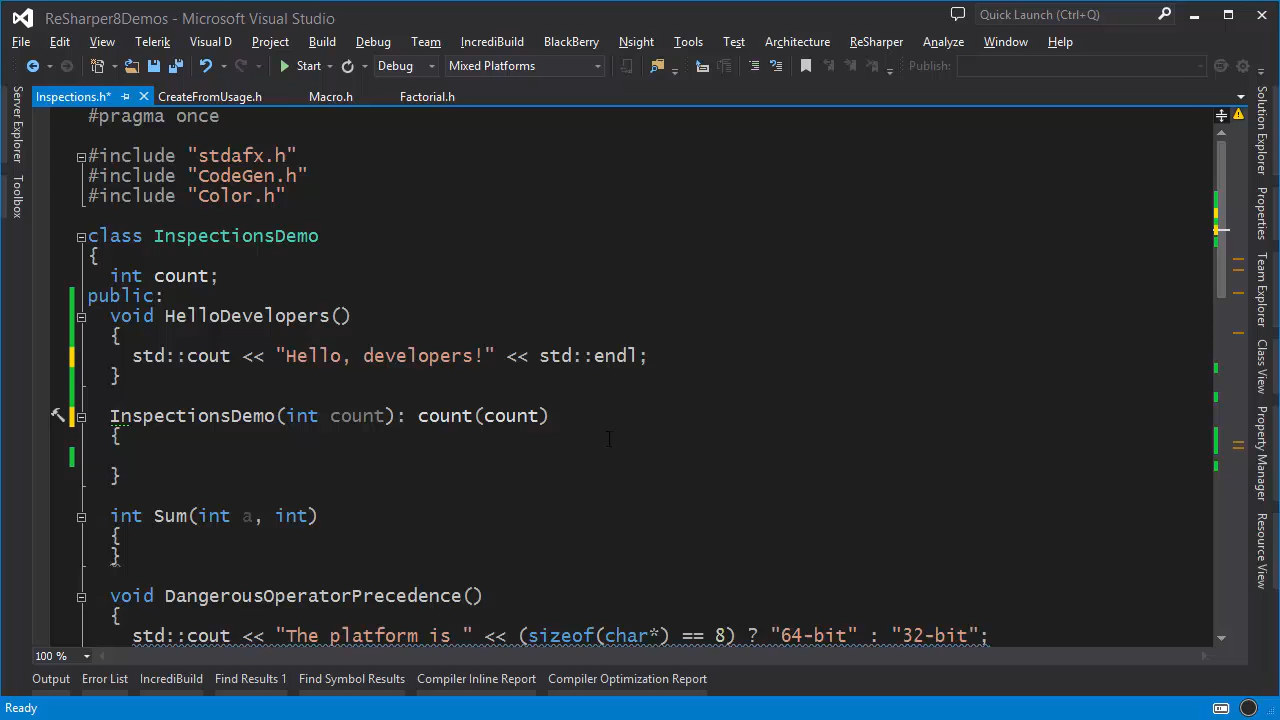 ReSharper8Demos - Microsoft Visual Studio
Quick Launch (Ctrl+Q)
File Edit View Telerik Visual D Project Build Debug Team IncrediBuild BlackBerry Nsight Tools Test Architecture ReSharper Analyze Window Help
Start Debug Mixed Platforms Publish:
Inspections.h* CreateFromUsage.h Macro.h Factorial.h
Server Explorer
Toolbox
#pragma once
#include "stdafx.h"
#include "CodeGen.h"
#include "Color.h"
class InspectionsDemo
{
int count;
public:
void HelloDevelopers()
{
std::cout << "Hello, developers!" << std::endl;
}
InspectionsDemo(int count): count(count)
{
}
int Sum(int a, int)
{
}
void DangerousOperatorPrecedence()
{
std::cout << "The platform is " << (sizeof(char*) == 8) ? "64-bit" : "32-bit";
Solution Explorer
Properties
Team Explorer
Class View
Property Manager
Resource View
100 %
Output Error List IncrediBuild Find Results 1 Find Symbol Results Compiler Inline Report Compiler Optimization Report
Ready